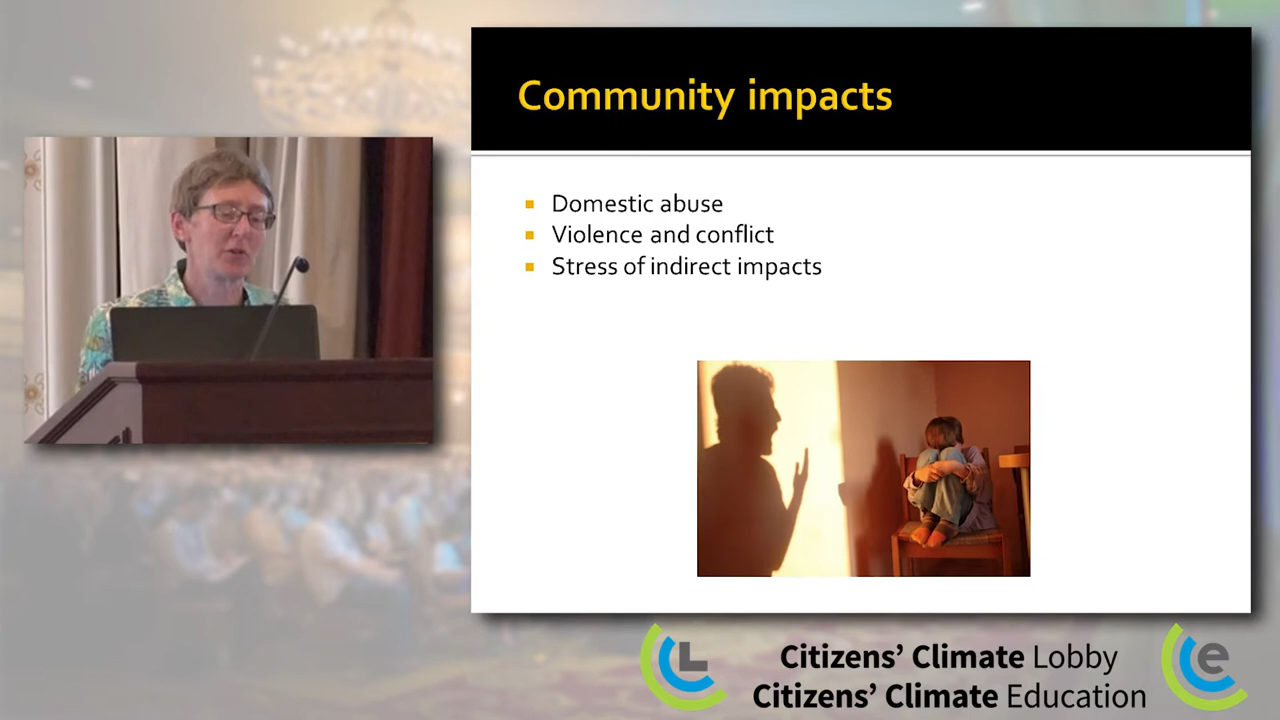 Community impacts
Domestic abuse
Violence and conflict
Stress of indirect impacts
L
Citizens’ Climate Lobby
Citizens’ Climate Education
e